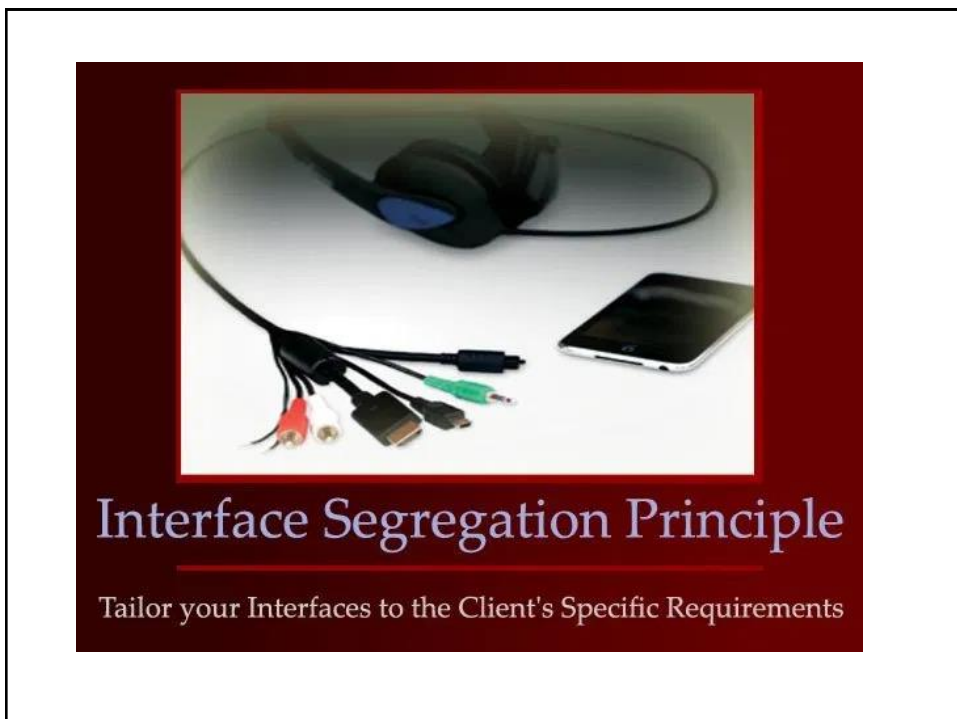 Interface Segregation Principle
Tailor your Interfaces to the Client's Specific Requirements